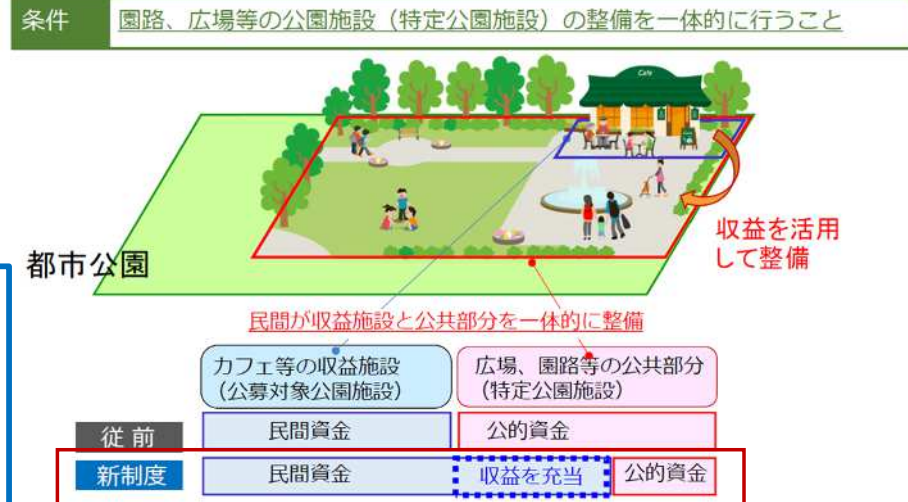 条件
園路、広場等の公園施設（特定公園施設）の整備を一体的に行うこと
Cafe
収益を活用
して整備
都市公園
民間が収益施設と公共部分を一体的に整備
カフェ等の収益施設
（公募対象公園施設）
広場、園路等の公共部分
（特定公園施設）
従前
民間資金
公的資金
新制度
民間資金
収益を充当
公的資金